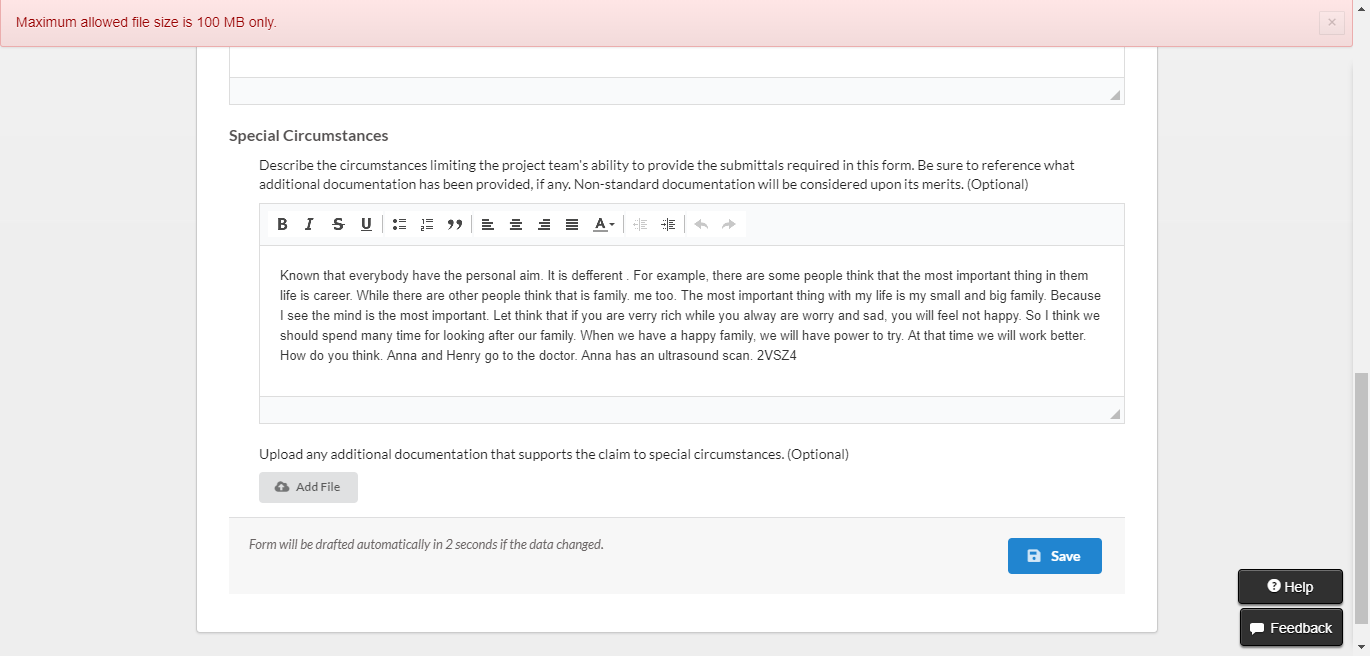 Maximum allowed file size is 100 MB only.
Special Circumstances
Describe the circumstances limiting the project team's ability to provide the submittals required in this form. Be sure to reference what
additional documentation has been provided, if any. Non-standard documentation will be considered upon its merits. (Optional)
B I S U A
Known that everybody have the personal aim. It is defferent . For example, there are some people think that the most important thing in them
life is career. While there are other people think that is family. me too. The most important thing with my life is my small and big family. Because
I see the mind is the most important. Let think that if you are verry rich while you alway are worry and sad, you will feel not happy. So I think we
should spend many time for looking after our family. When we have a happy family, we will have power to try. At that time we will work better.
How do you think. Anna and Henry go to the doctor. Anna has an ultrasound scan. 2VSZ4
Upload any additional documentation that supports the claim to special circumstances. (Optional)
Add File
Form will be drafted automatically in 2 seconds if the data changed.
Save
Help
Feedback